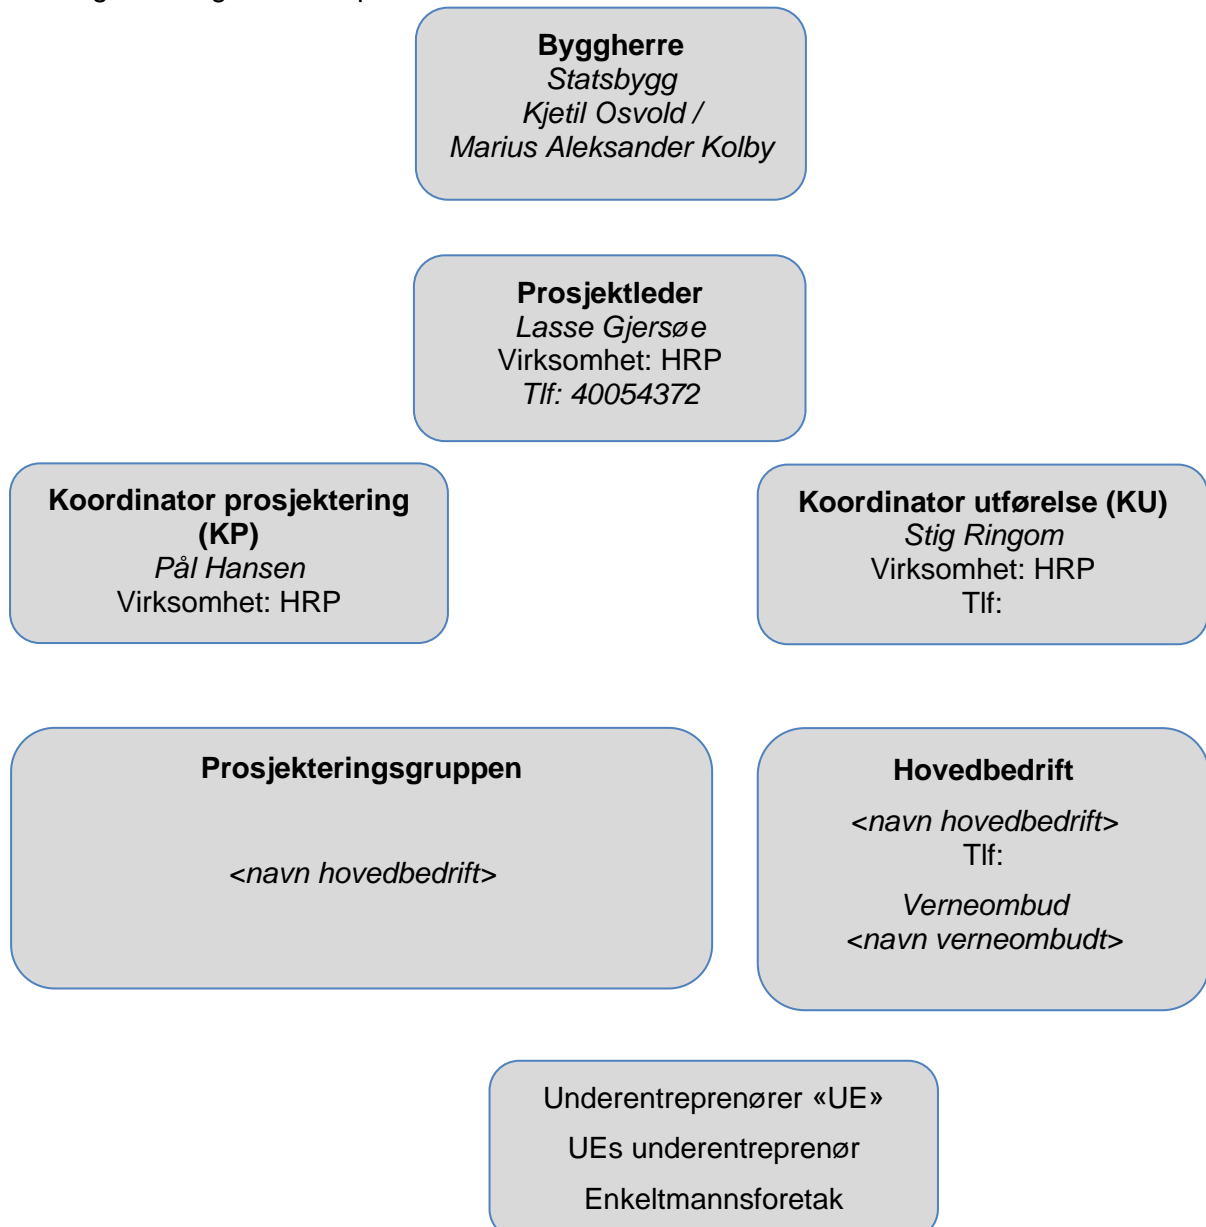 Byggherre
Statsbygg
Kjetil Osvold /
Marius Aleksander Kolby
Prosjektleder
Lasse Gjersøe
Virksomhet: HRP
Tlf: 40054372
Koordinator prosjektering
(KP)
Pål Hansen
Virksomhet: HRP
Koordinator utførelse (KU)
Stig Ringom
Virksomhet: HRP
Tlf:
Prosjekteringsgruppen
<navn hovedbedrift>
Hovedbedrift
<navn hovedbedrift>
Tlf:
Verneombud
<navn verneombudt>
Underentreprenører «UE»
UEs underentreprenør
Enkeltmannsforetak